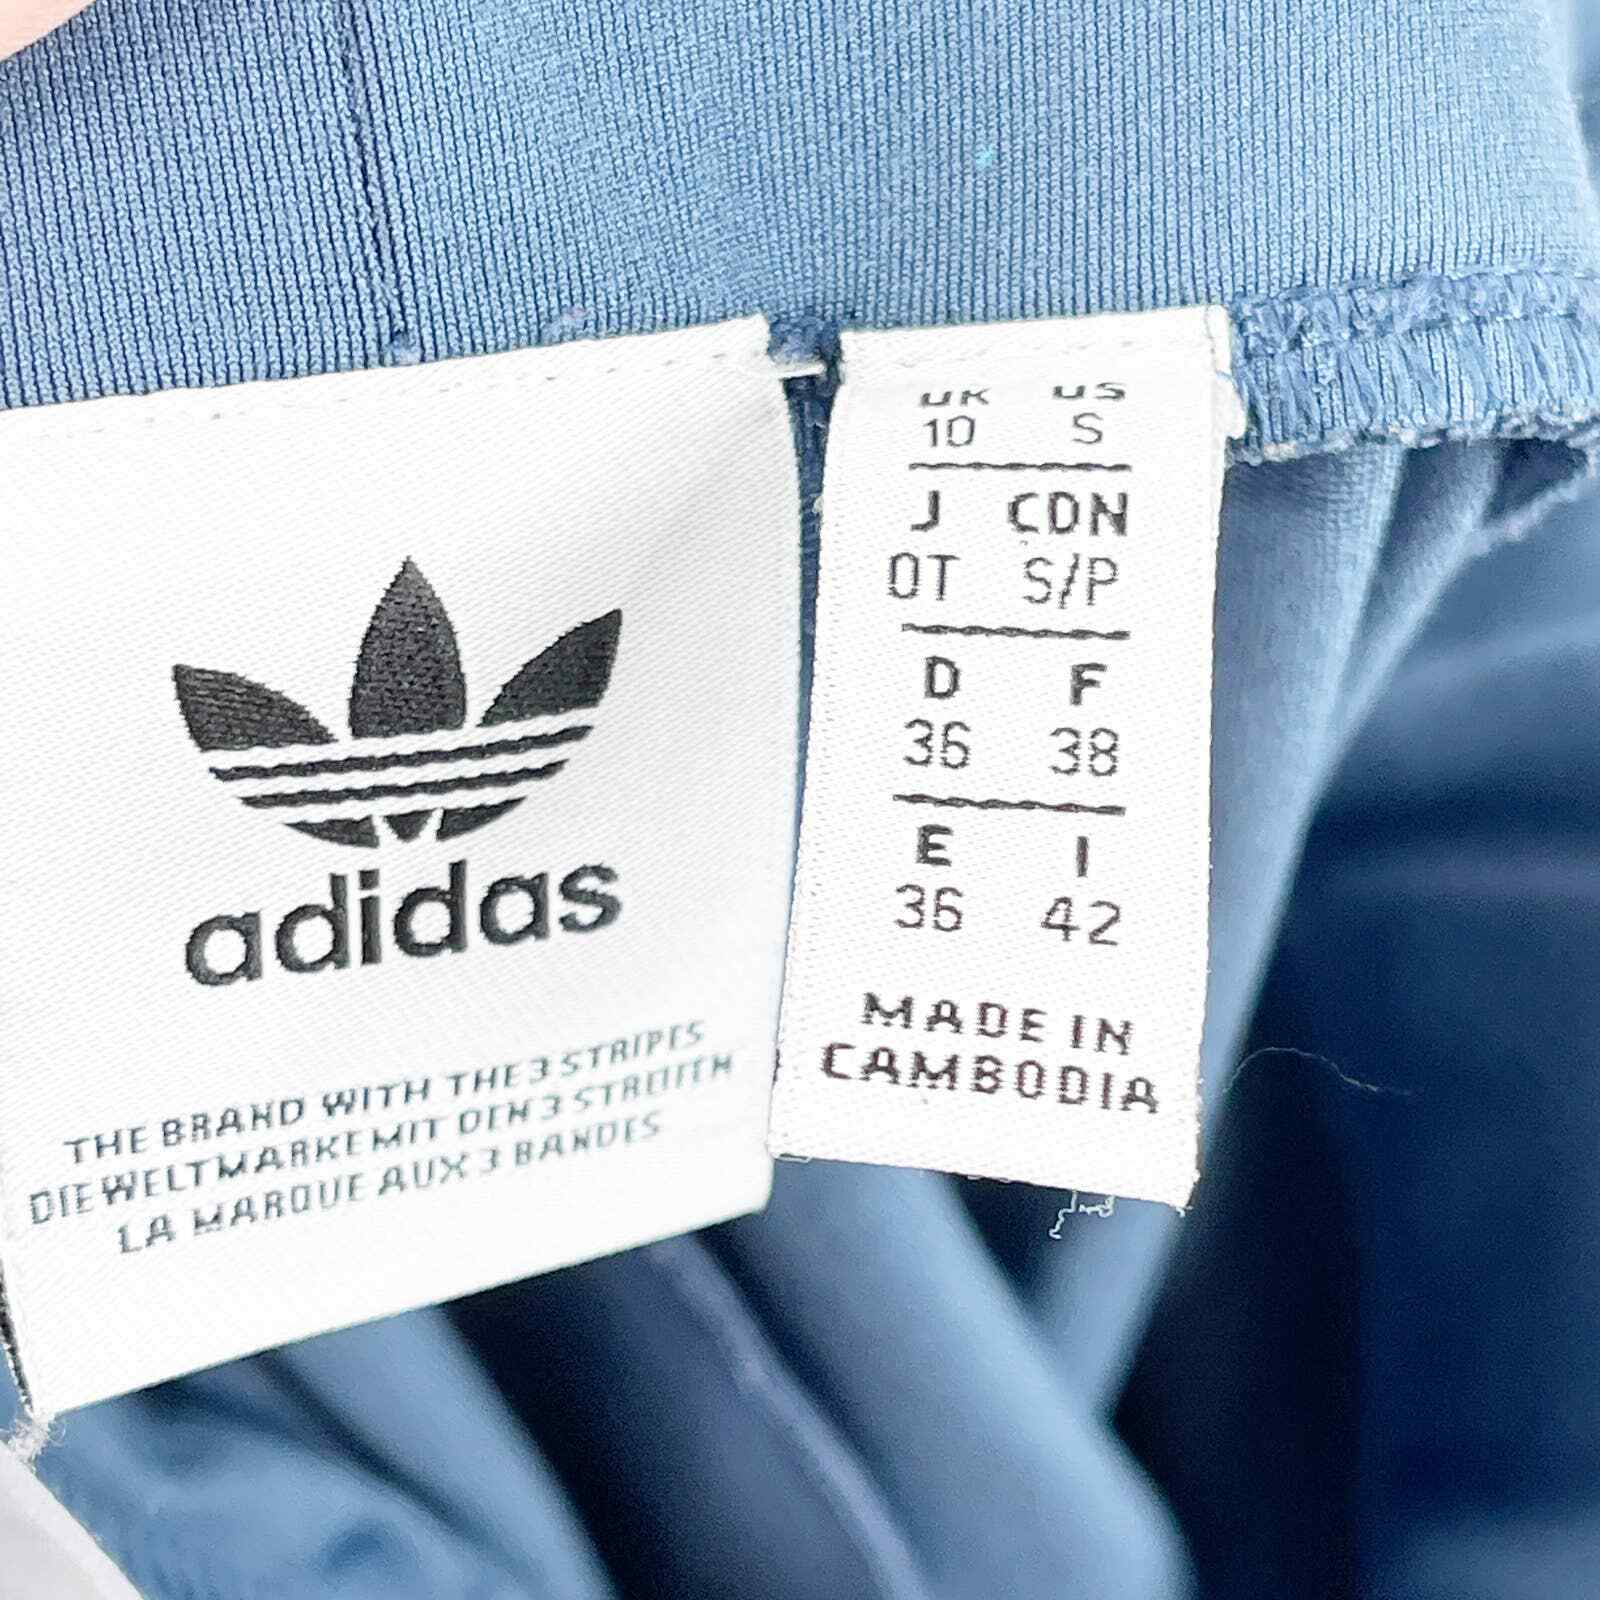 adidas
THE BRAND WITH THE 3 STRIPES
DIE WELTMARKE MIT DEN 3 STREIFEN
LA MARQUE AUX 3 BANDES
UK US
10 S
J CDN
OT S/P
D F
36 38
E I
36 42
MADE IN
CAMBODIA